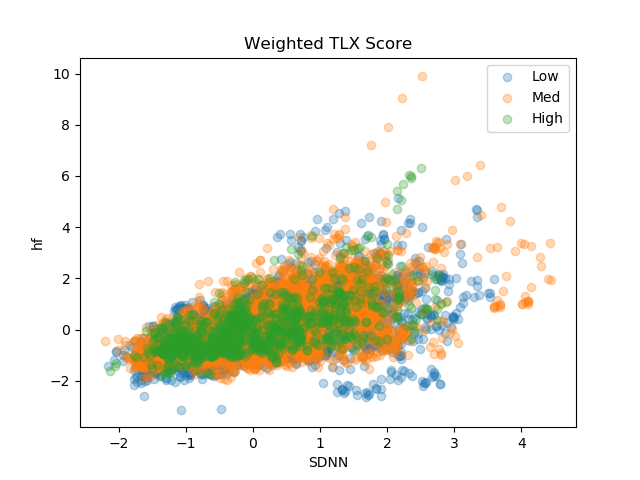 Weighted TLX Score
Low
Med
High
hf
10
8
6
4
2
0
−2
−2 −1 0 1 2 3 4
SDNN